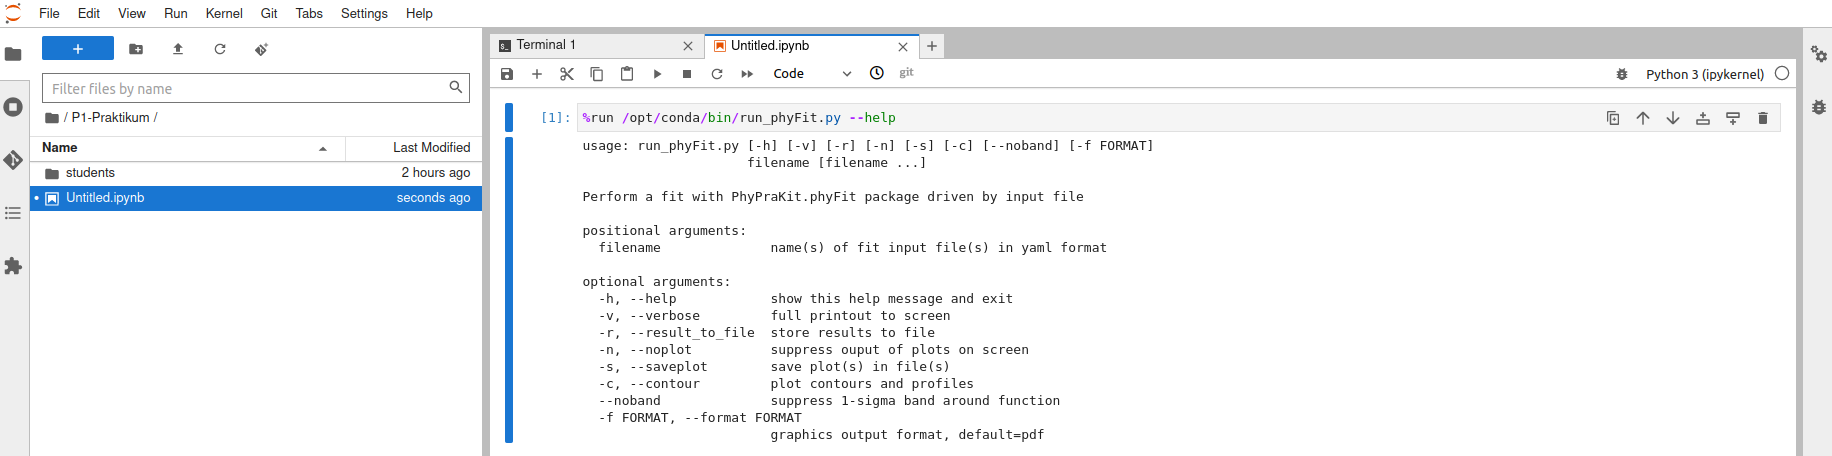 File Edit View Run Kernel Git Tabs Settings Help
+
Filter files by name
/ P1-Praktikum /
Name Last Modified
students 2 hours ago
Untitled.ipynb seconds ago
Terminal 1 Untitled.ipynb
Code git Python 3 (ipykernel)
[1]: %run /opt/conda/bin/run_phyFit.py --help
usage: run_phyFit.py [-h] [-v] [-r] [-n] [-s] [-c] [--noband] [-f FORMAT]
filename [filename ...]
Perform a fit with PhyPraKit.phyFit package driven by input file
positional arguments:
filename name(s) of fit input file(s) in yaml format
optional arguments:
-h, --help show this help message and exit
-v, --verbose full printout to screen
-r, --result_to_file store results to file
-n, --noplot suppress ouput of plots on screen
-s, --saveplot save plot(s) in file(s)
-c, --contour plot contours and profiles
--noband suppress 1-sigma band around function
-f FORMAT, --format FORMAT
graphics output format, default=pdf